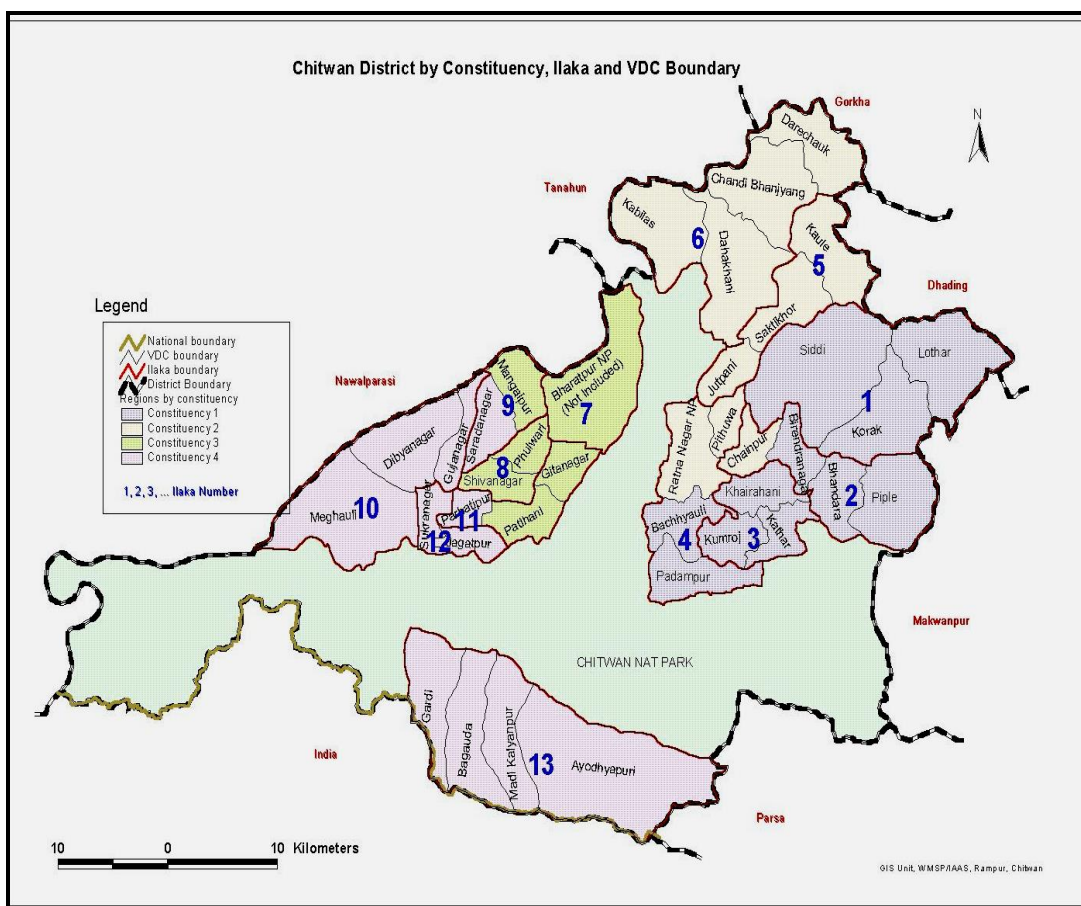 Chitwan District by Constituency, Ilaka and VDC Boundary
Gorkha
N
Darechauk
Tanahun
Chandi Bhanjyang
Kabilas
6
Dahakhani
Kaule
5
Dhading
Legend
National boundary
VDC boundary
Ilaka boundary
District Boundary
Regions by constituency
Constituency 1
Constituency 2
Constituency 3
Constituency 4
1, 2, 3, ... Ilaka Number
Saktikhor
Siddi
Lothar
Nawalparasi
Mangalpur
Bharatpur NP
(Not Included)
7
Jutpani
9
Saradanagar
1
Korak
Dibyanagar
Gujanagar
Phulwari
8
Shivanagar
Gitanagar
Ratna Nagar NP
Pithuwa
Chainpur
Birendranagar
Bhandara
2
Piple
Khairahani
Meghauli
10
Sukranagar
Parbatipur
11
Patihani
12
Jagatpur
Bachhyauli
4
Kumroj
3
Kathar
Padampur
Makwanpur
CHITWAN NAT PARK
Gardi
Bagauda
Madi Kalyanpur
13
Ayodhyapuri
India
Parsa
10
0
10 Kilometers
GIS Unit, WMSP/IAAS, Rampur, Chitwan